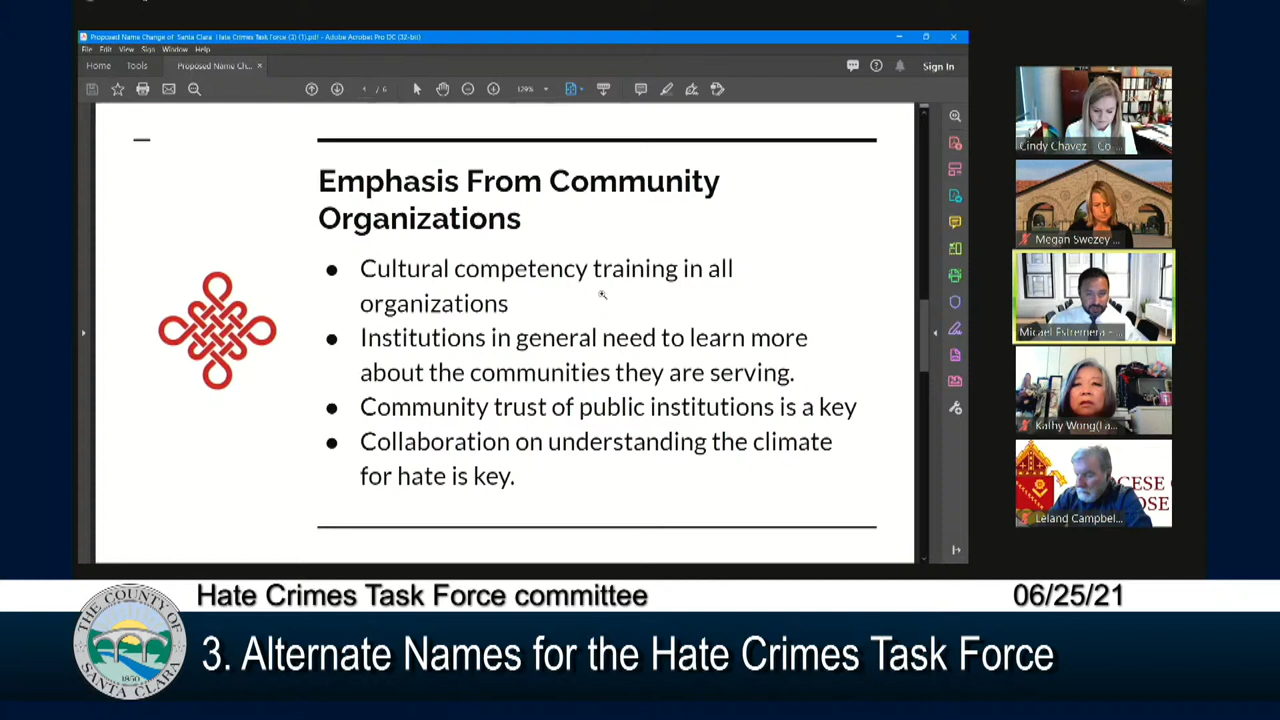 Proposed Name Change of Santa Clara Hate Crimes Task Force (3) (1).pdf - Adobe Acrobat Pro DC (32-bit)
File Edit View Sign Window Help
Home Tools Proposed Name Ch... × Sign In
4 / 6 129%
Emphasis From Community
Organizations
● Cultural competency training in all
organizations
● Institutions in general need to learn more
about the communities they are serving.
● Community trust of public institutions is a key
● Collaboration on understanding the climate
for hate is key.
Cindy Chavez - Co-...
Megan Swezey ...
Micael Estremera - ...
Kathy Wong(La...
CESE
OSE
Leland Campbel...
Hate Crimes Task Force committee 06/25/21
THE COUNTY OF SANTA CLARA
1850
3. Alternate Names for the Hate Crimes Task Force